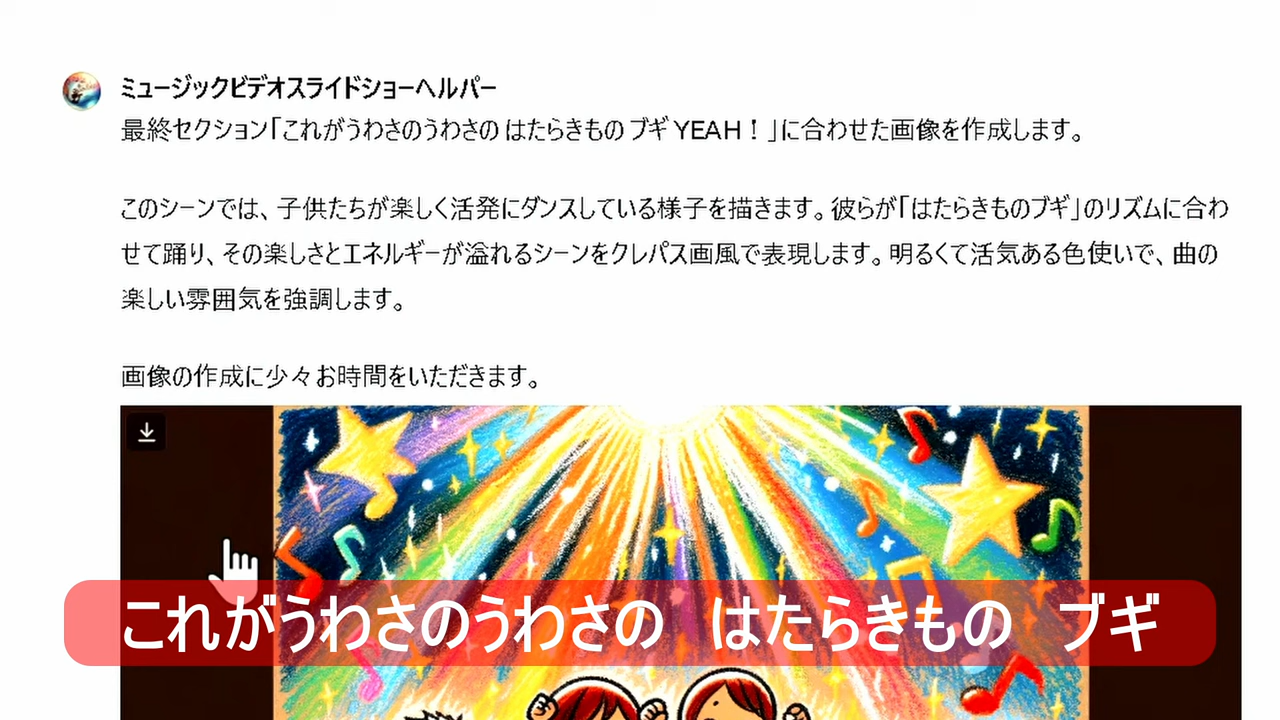 ミュージックビデオスライドショーヘルパー
最終セクション「これがうわさのうわさの はたらきもの ブギ YEAH！」に合わせた画像を作成します。
このシーンでは、子供たちが楽しく活発にダンスしている様子を描きます。彼らが「はたらきものブギ」のリズムに合わ
せて踊り、その楽しさとエネルギーが溢れるシーンをクレパス画風で表現します。明るくて活気ある色使いで、曲の
楽しい雰囲気を強調します。
画像の作成に少々お時間をいただきます。
これがうわさのうわさの　はたらきもの　ブギ